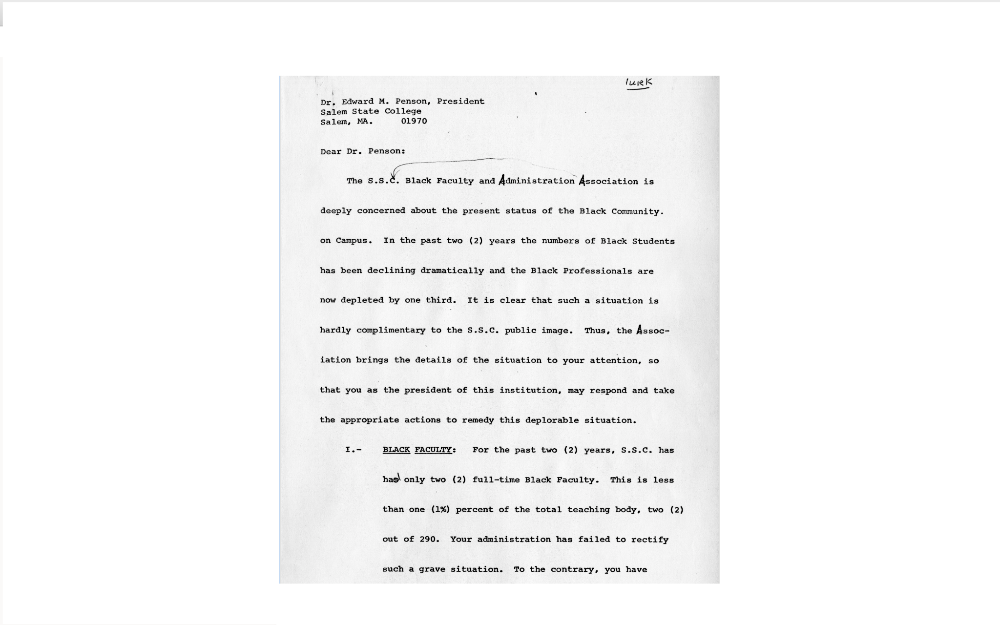 lURK
Dr. Edward M. Penson, President
Salem State College
Salem, MA. 01970
Dear Dr. Penson:
The S.S.C. Black Faculty and Administration Association is
deeply concerned about the present status of the Black Community.
on Campus. In the past two (2) years the numbers of Black Students
has been declining dramatically and the Black Professionals are
now depleted by one third. It is clear that such a situation is
hardly complimentary to the S.S.C. public image. Thus, the Assoc-
iation brings the details of the situation to your attention, so
that you as the president of this institution, may respond and take
the appropriate actions to remedy this deplorable situation.
I.- BLACK FACULTY: For the past two (2) years, S.S.C. has
had only two (2) full-time Black Faculty. This is less
than one (1%) percent of the total teaching body, two (2)
out of 290. Your administration has failed to rectify
such a grave situation. To the contrary, you have